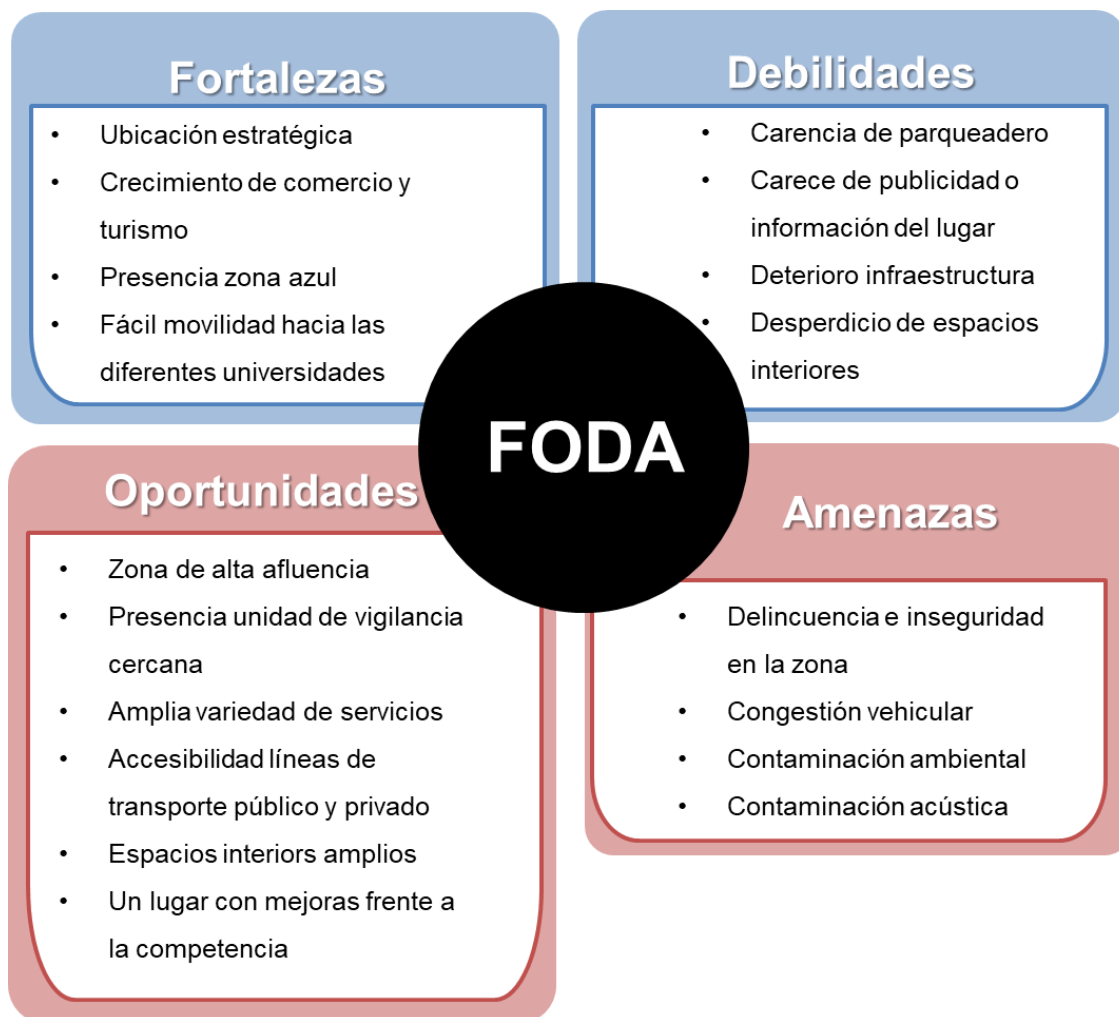 Fortalezas
• Ubicación estratégica
• Crecimiento de comercio y
turismo
• Presencia zona azul
• Fácil movilidad hacia las
diferentes universidades
Debilidades
• Carencia de parqueadero
• Carece de publicidad o
información del lugar
• Deterioro infraestructura
• Desperdicio de espacios
interiores
FODA
Oportunidades
• Zona de alta afluencia
• Presencia unidad de vigilancia
cercana
• Amplia variedad de servicios
• Accesibilidad líneas de
transporte público y privado
• Espacios interiors amplios
• Un lugar con mejoras frente a
la competencia
Amenazas
• Delincuencia e inseguridad
en la zona
• Congestión vehicular
• Contaminación ambiental
• Contaminación acústica